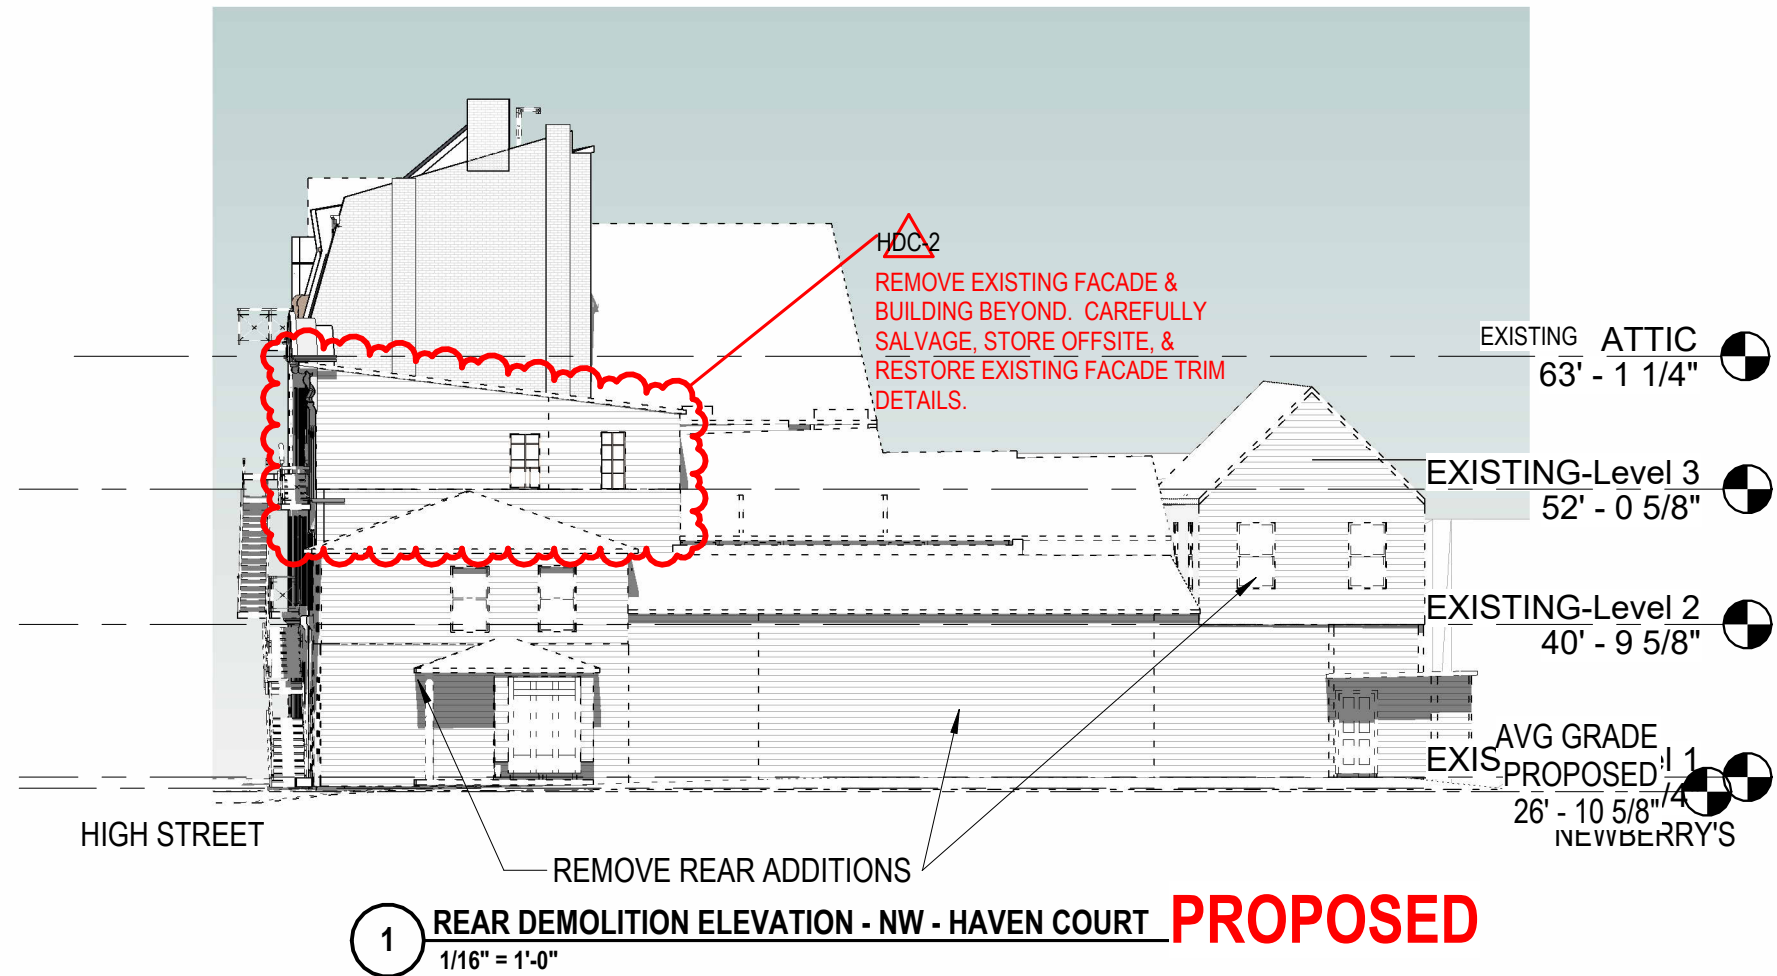 HDC-2
REMOVE EXISTING FACADE &
BUILDING BEYOND. CAREFULLY
SALVAGE, STORE OFFSITE, &
RESTORE EXISTING FACADE TRIM
DETAILS.
EXISTING ATTIC
63' - 1 1/4"
EXISTING-Level 3
52' - 0 5/8"
EXISTING-Level 2
40' - 9 5/8"
AVG GRADE
PROPOSED
26' - 10 5/8"
HIGH STREET
NEWBERRY'S
REMOVE REAR ADDITIONS
1 REAR DEMOLITION ELEVATION - NW - HAVEN COURT PROPOSED
1/16" = 1'-0"